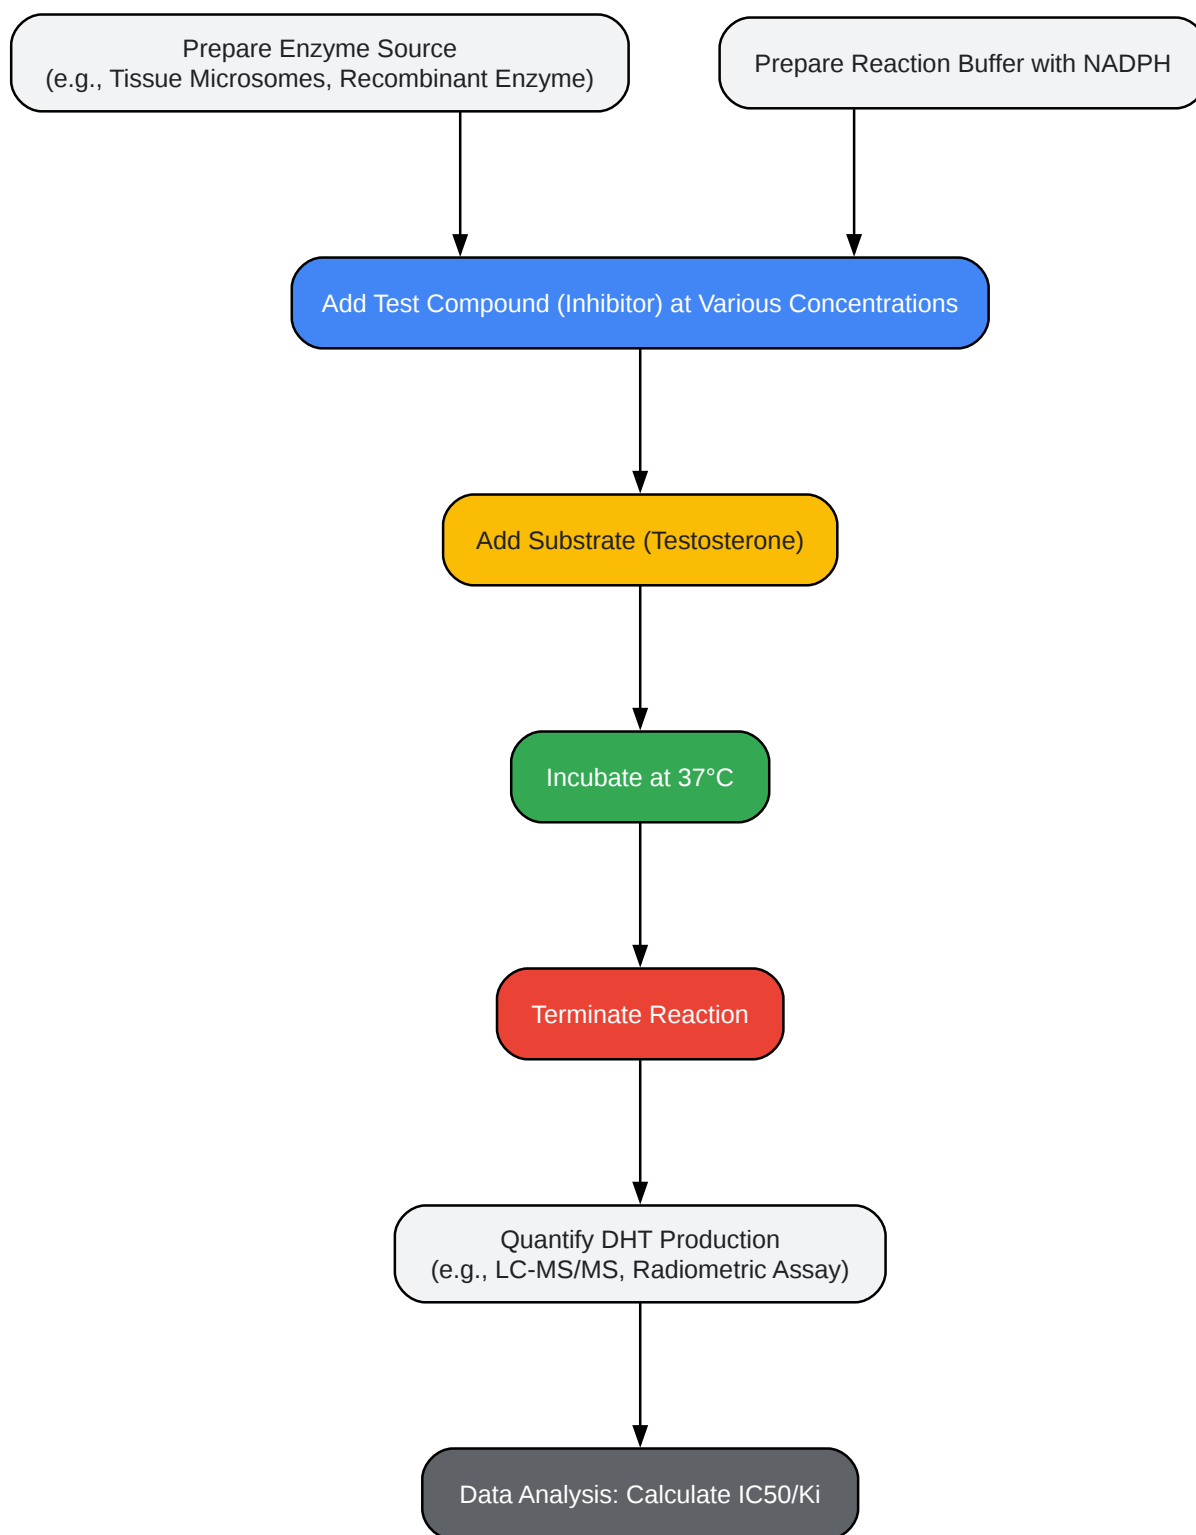 Prepare Enzyme Source
(e.g., Tissue Microsomes, Recombinant Enzyme)
Prepare Reaction Buffer with NADPH
Add Test Compound (Inhibitor) at Various Concentrations
Add Substrate (Testosterone)
Incubate at 37°C
Terminate Reaction
Quantify DHT Production
(e.g., LC-MS/MS, Radiometric Assay)
Data Analysis: Calculate IC50/Ki